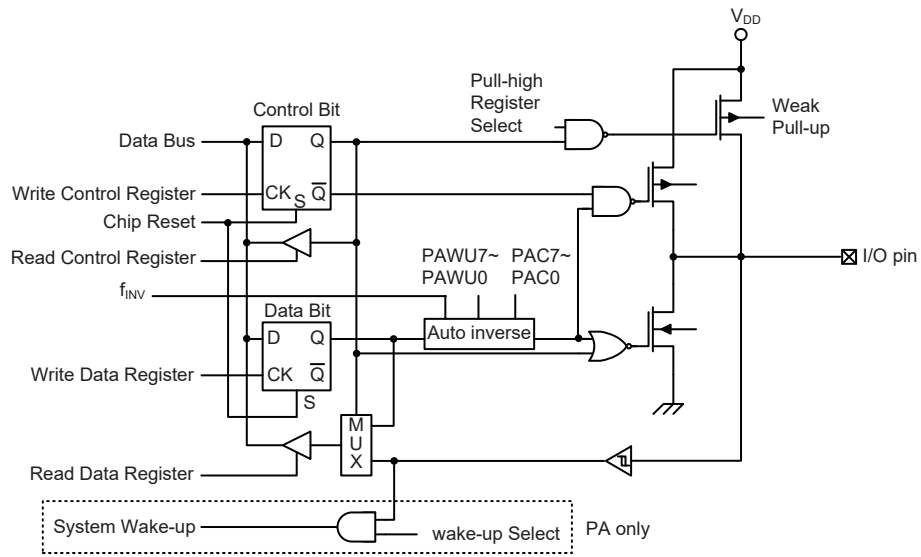 V_DD
Pull-high
Register
Select
Weak
Pull-up
Control Bit
Data Bus
D
Q
Write Control Register
CK
S
Q̅
Chip Reset
Read Control Register
PAWU7~
PAWU0
PAC7~
PAC0
I/O pin
f_INV
Data Bit
D
Q
Auto inverse
Write Data Register
CK
Q̅
S
M
U
X
Read Data Register
System Wake-up
wake-up Select
PA only